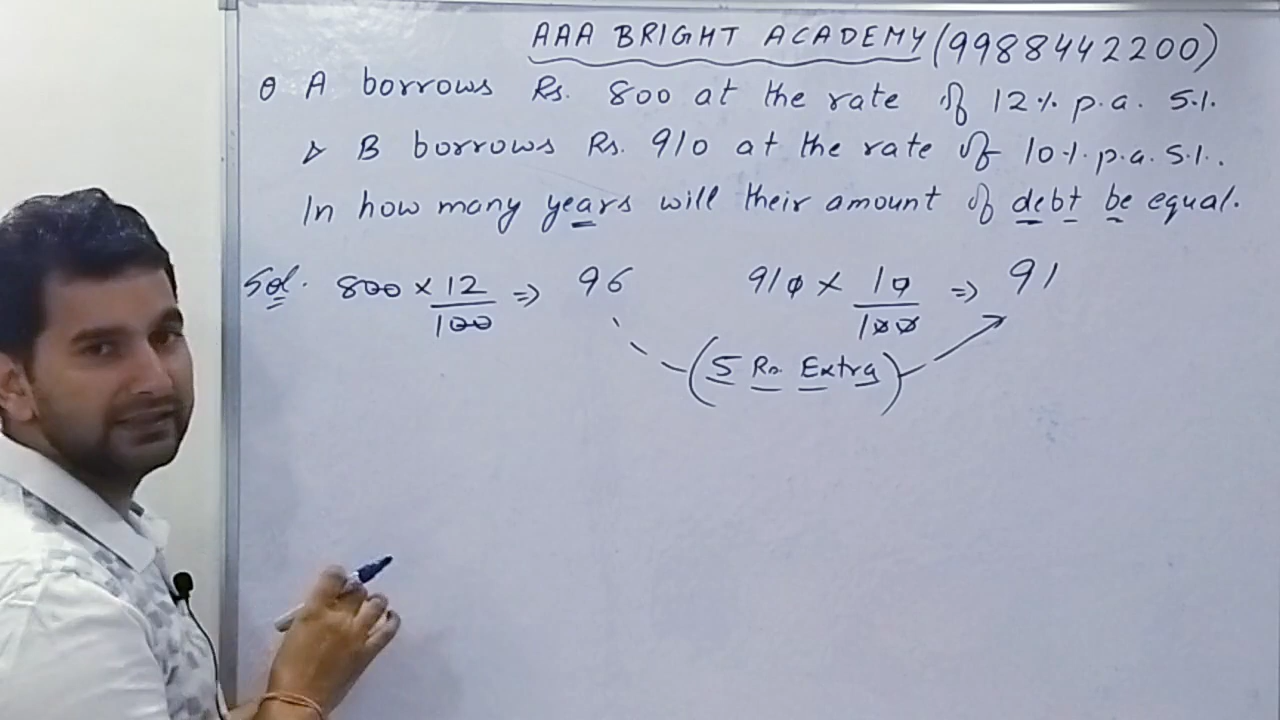 AAA BRIGHT ACADEMY (9988442200)
Q A borrows Rs. 800 at the rate of 12% p.a. S.I.
& B borrows Rs. 910 at the rate of 10% p.a. S.I.
In how many years will their amount of debt be equal.
Sol. 800 × 12/100 => 96 910 × 10/100 => 91
(5 Rs. Extra)